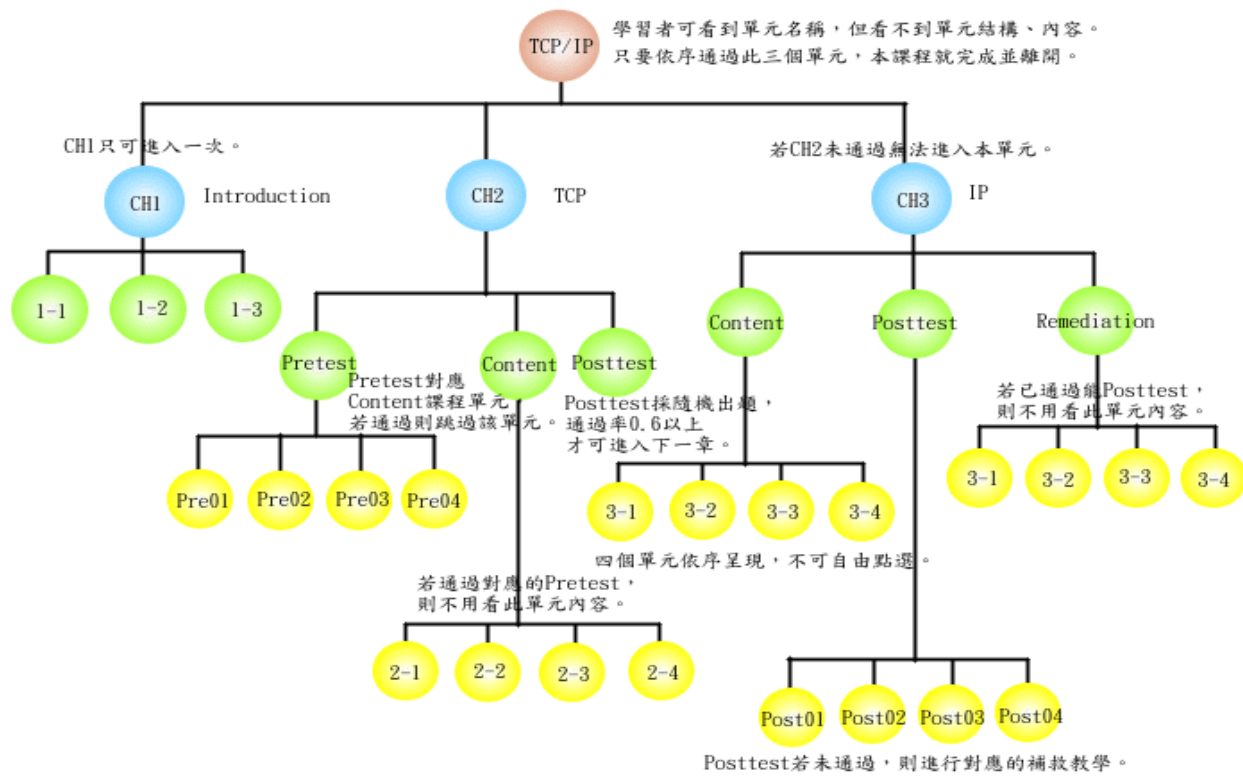 學習者可看到單元名稱，但看不到單元結構、內容。
TCP/IP
只要依序通過此三個單元，本課程就完成並離開。
CH1只可進入一次。
若CH2未通過無法進入本單元。
CH1
Introduction
CH2
TCP
CH3
IP
1-1
1-2
1-3
Pretest
Content
Posttest
Content
Posttest
Remediation
Pretest對應
Content課程單元，
若通過則跳過該單元。
Posttest採隨機出題，
通過率0.6以上
才可進入下一章。
若已通過能Posttest，
則不用看此單元內容。
Pre01
Pre02
Pre03
Pre04
3-1
3-2
3-3
3-4
3-1
3-2
3-3
3-4
四個單元依序呈現，不可自由點選。
若通過對應的Pretest，
則不用看此單元內容。
2-1
2-2
2-3
2-4
Post01
Post02
Post03
Post04
Posttest若未通過，則進行對應的補救教學。